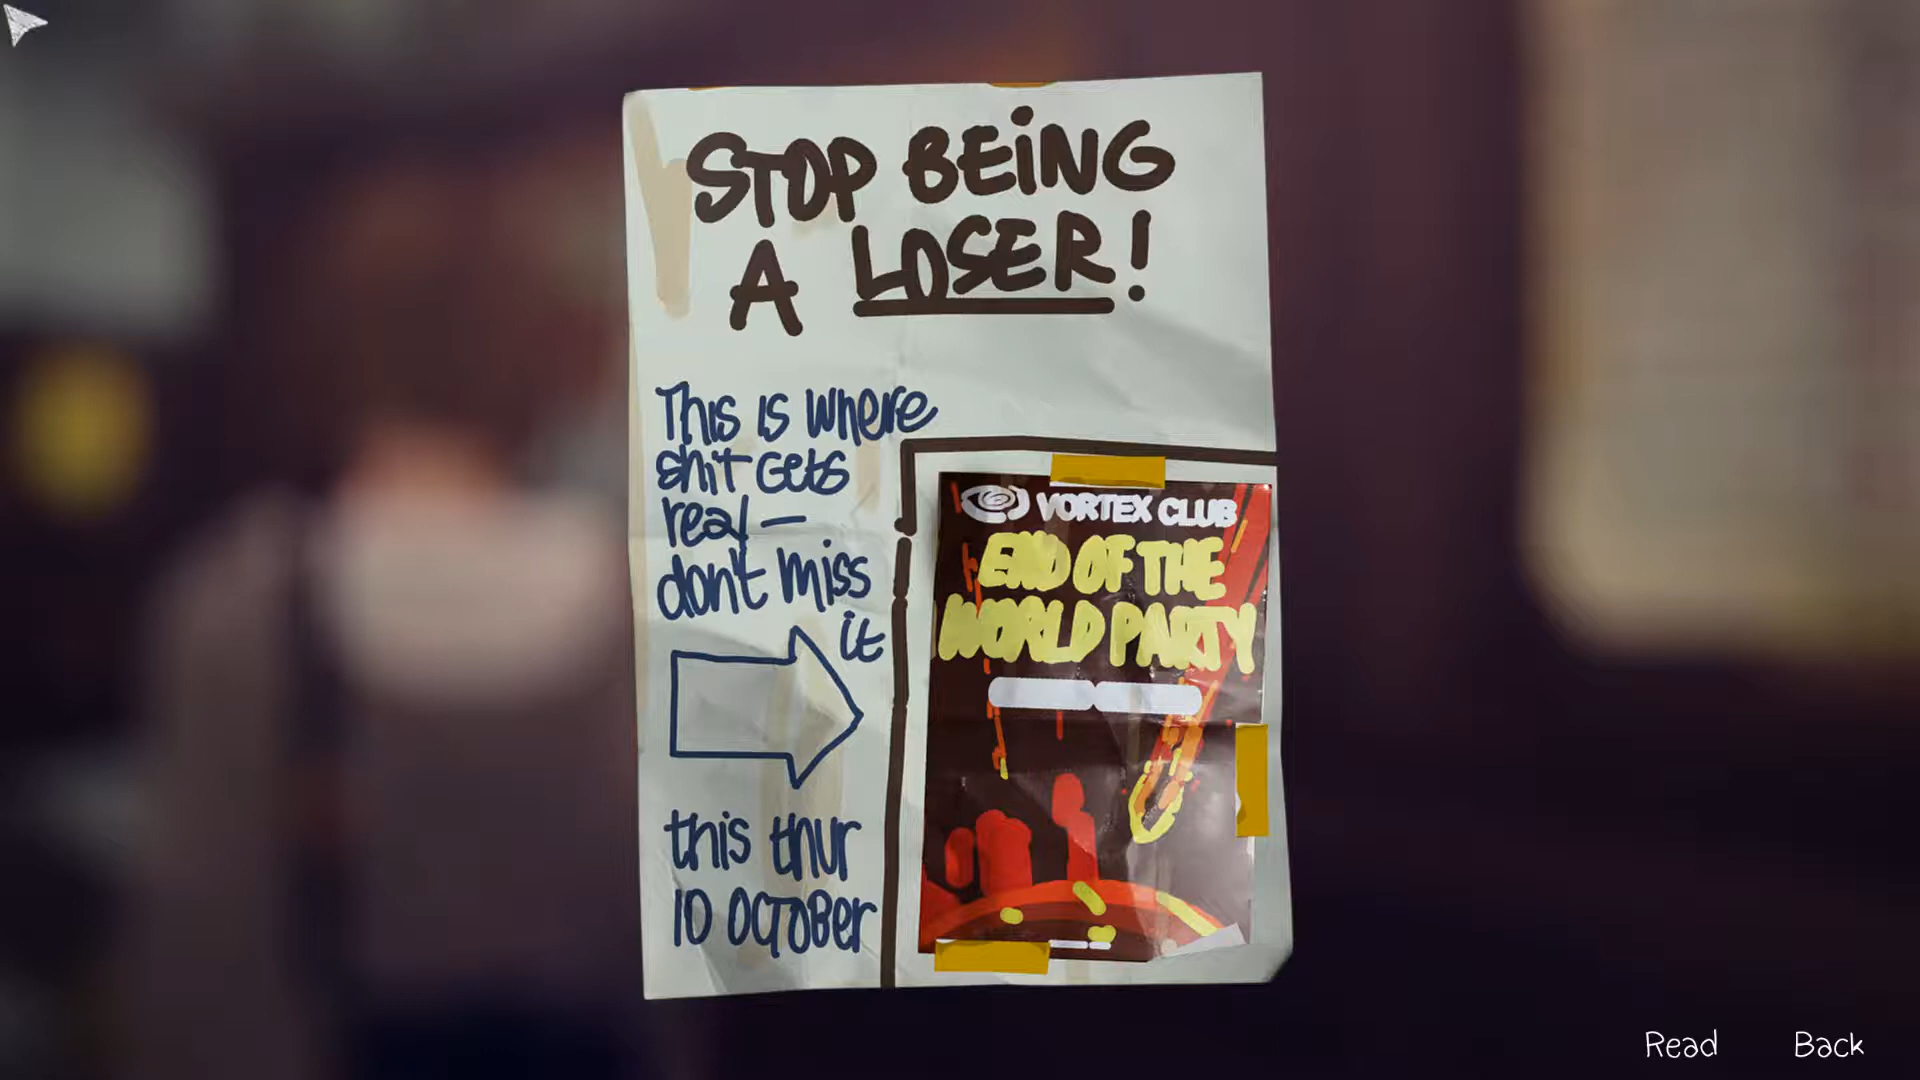 STOP BEiNG
A LOSER!
This is where
shit gets
real –
don't miss
it
this thur
10 OCTOBer
VORTEX CLUB
END OF THE
WORLD PARTY
Read
Back